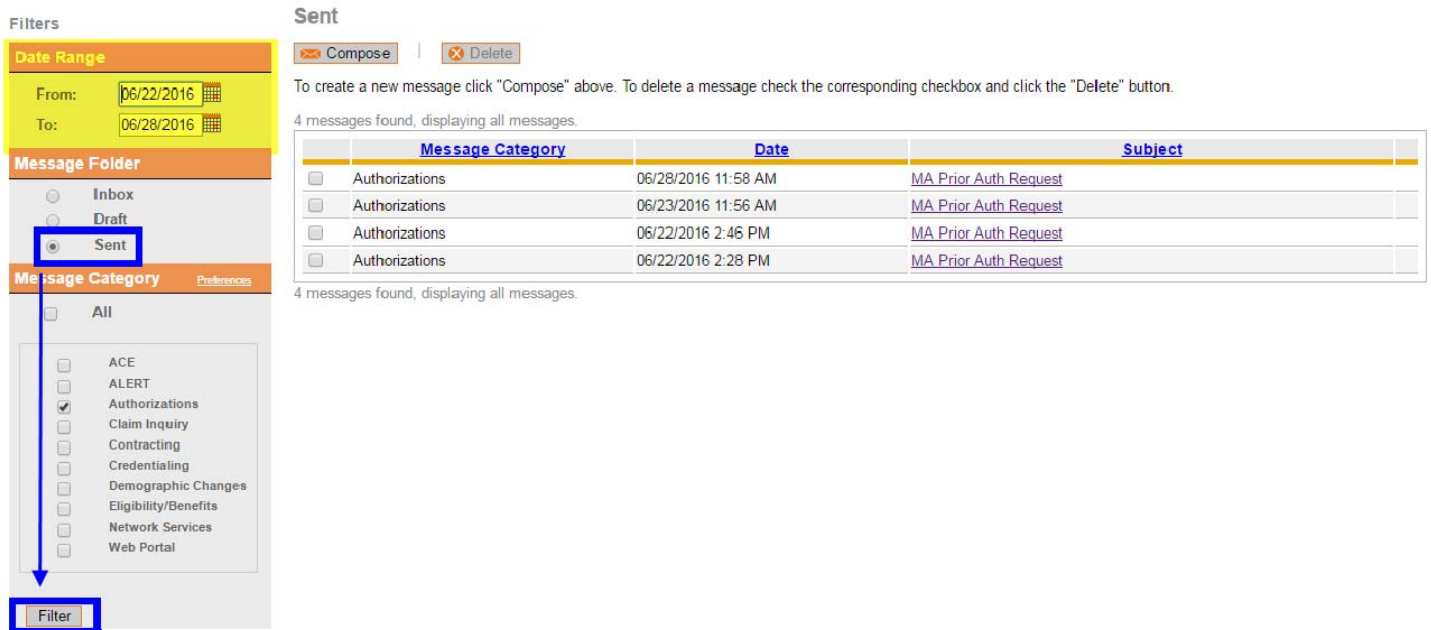 Filters
Date Range
From: 06/22/2016
To: 06/28/2016
Message Folder
Inbox
Draft
Sent
Message Category Preferences
All
ACE
ALERT
Authorizations
Claim Inquiry
Contracting
Credentialing
Demographic Changes
Eligibility/Benefits
Network Services
Web Portal
Filter
Sent
Compose | Delete
To create a new message click "Compose" above. To delete a message check the corresponding checkbox and click the "Delete" button.
4 messages found, displaying all messages.
Message Category Date Subject
Authorizations 06/28/2016 11:58 AM MA Prior Auth Request
Authorizations 06/23/2016 11:56 AM MA Prior Auth Request
Authorizations 06/22/2016 2:46 PM MA Prior Auth Request
Authorizations 06/22/2016 2:28 PM MA Prior Auth Request
4 messages found, displaying all messages.